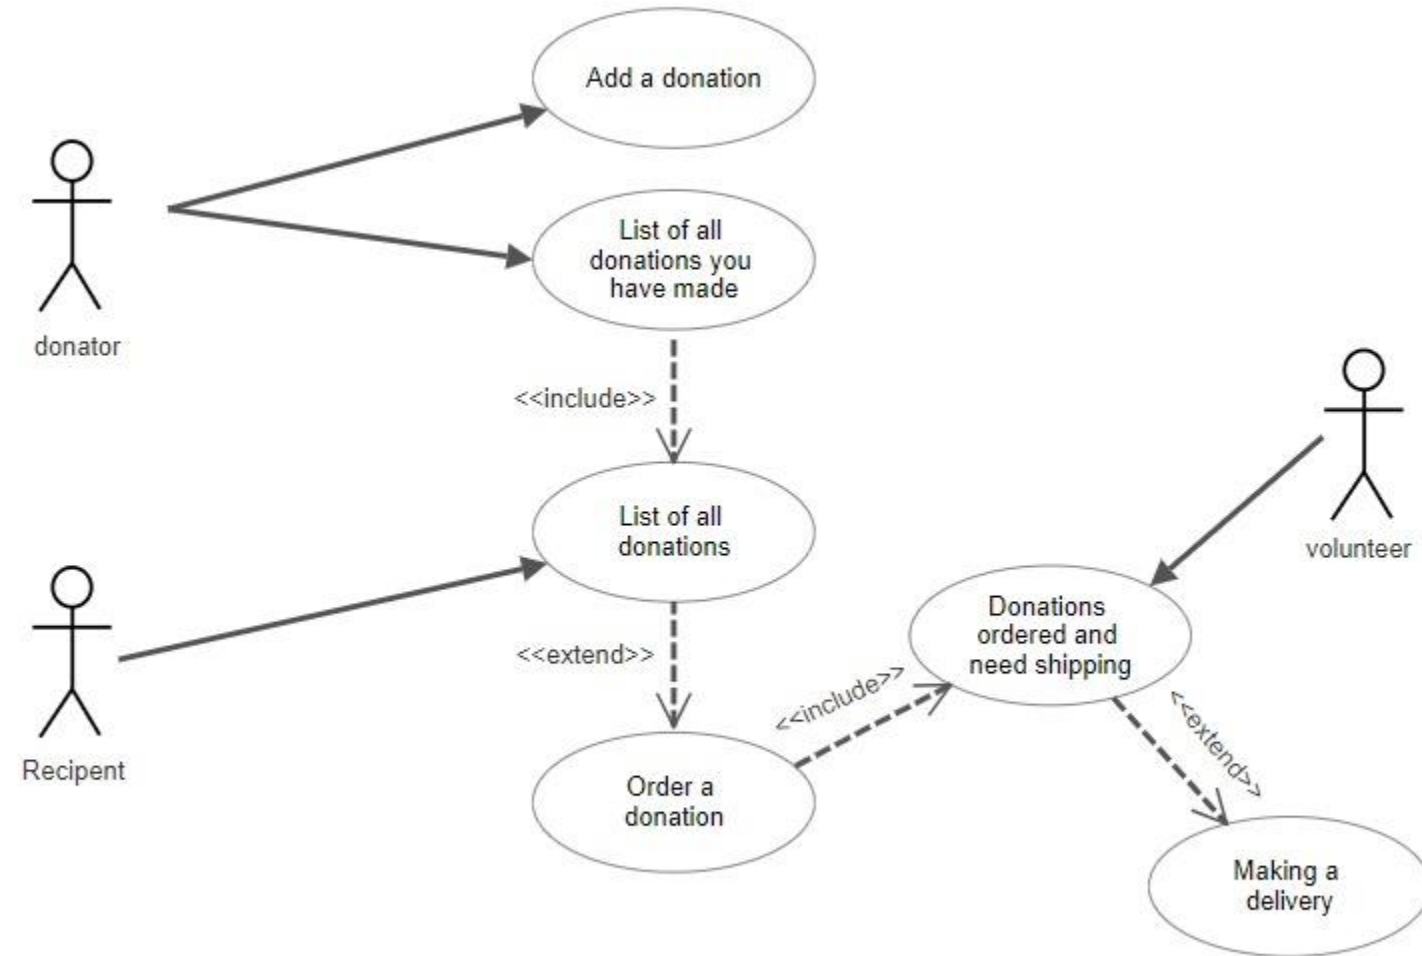 Add a donation
List of all
donations you
have made
donator
<<include>>
volunteer
List of all
donations
Recipent
<<extend>>
Donations
ordered and
need shipping
<<include>>
<<extend>>
Order a
donation
Making a
delivery